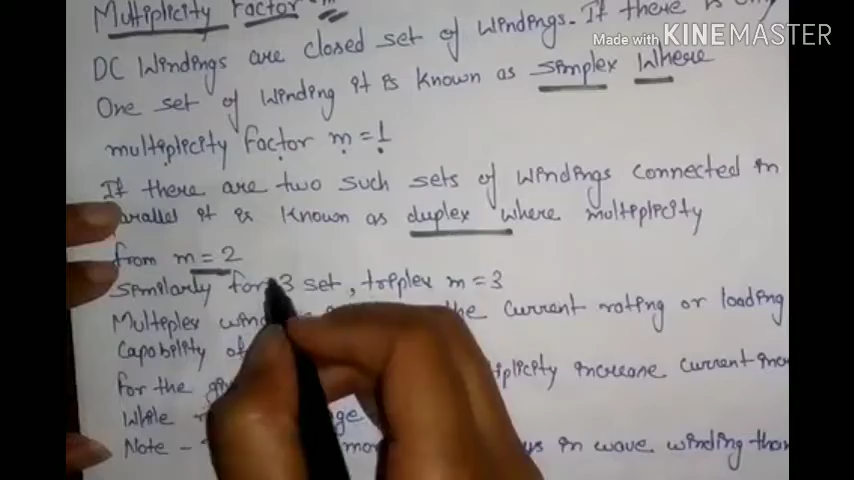 Multiplicity Factor - "m"
Made with KINEMASTER
DC Windings are closed set of windings. If there is only
One set of winding it is known as simplex Where
multiplicity factor m = 1
If there are two such sets of windings connected in
parallel it is known as duplex where multiplicity
from m = 2
Similarly for 3 set, triplex m = 3
Multiplex the current rating or loading
Capability of
For the multiplicity increase current
While
Note - in wave winding than